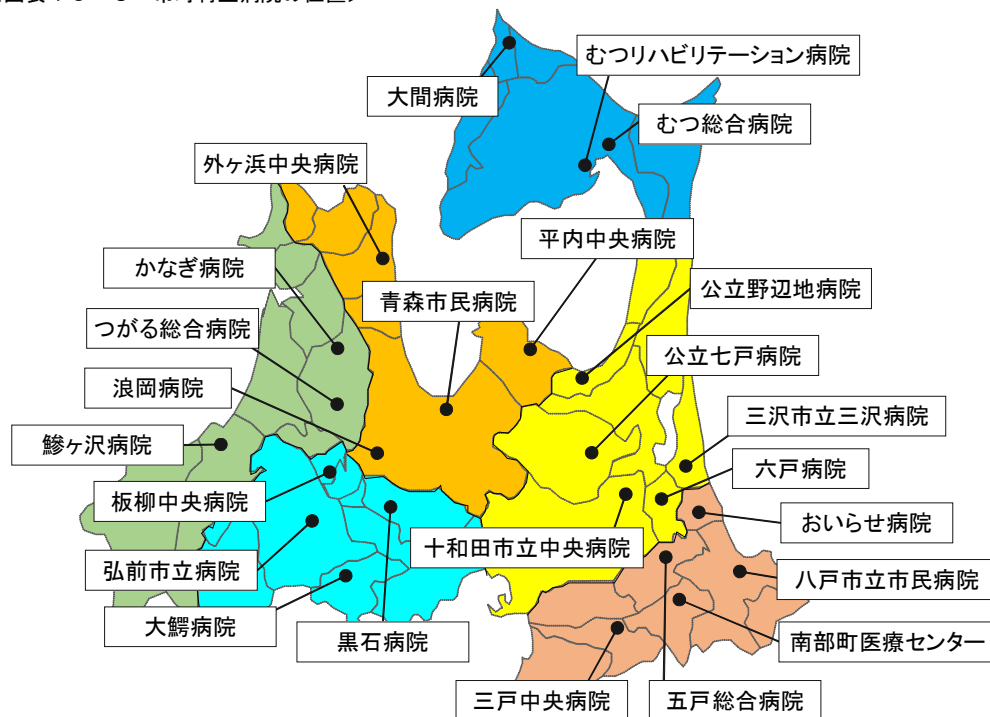 むつリハビリテーション病院
大間病院
むつ総合病院
外ヶ浜中央病院
平内中央病院
かなぎ病院
公立野辺地病院
青森市民病院
つがる総合病院
公立七戸病院
浪岡病院
三沢市立三沢病院
鰺ヶ沢病院
六戸病院
板柳中央病院
おいらせ病院
十和田市立中央病院
弘前市立病院
八戸市立市民病院
大鰐病院
黒石病院
南部町医療センター
三戸中央病院
五戸総合病院